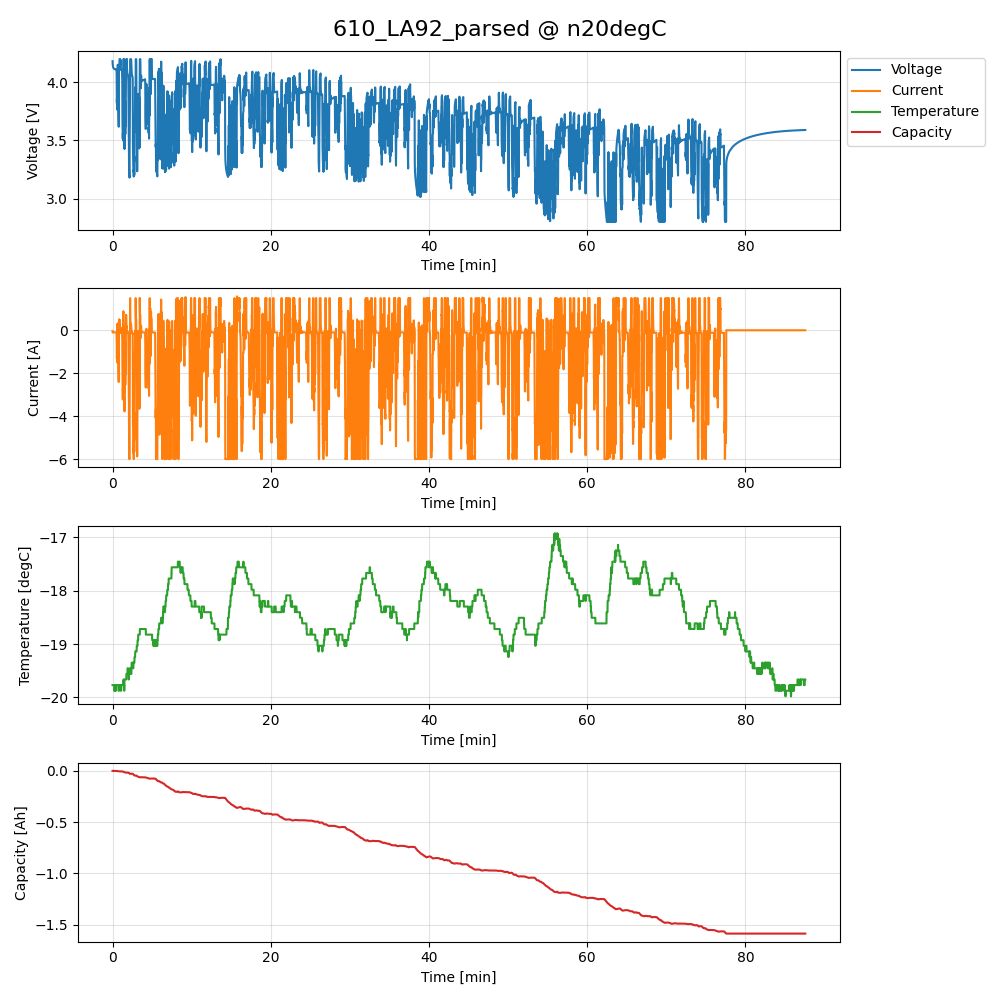 610_LA92_parsed @ n20degC
Voltage [V]
4.0
3.5
3.0
0 20 40 60 80
Time [min]
Voltage
Current
Temperature
Capacity
Current [A]
0
−2
−4
−6
0 20 40 60 80
Time [min]
Temperature [degC]
−17
−18
−19
−20
0 20 40 60 80
Time [min]
Capacity [Ah]
0.0
−0.5
−1.0
−1.5
0 20 40 60 80
Time [min]